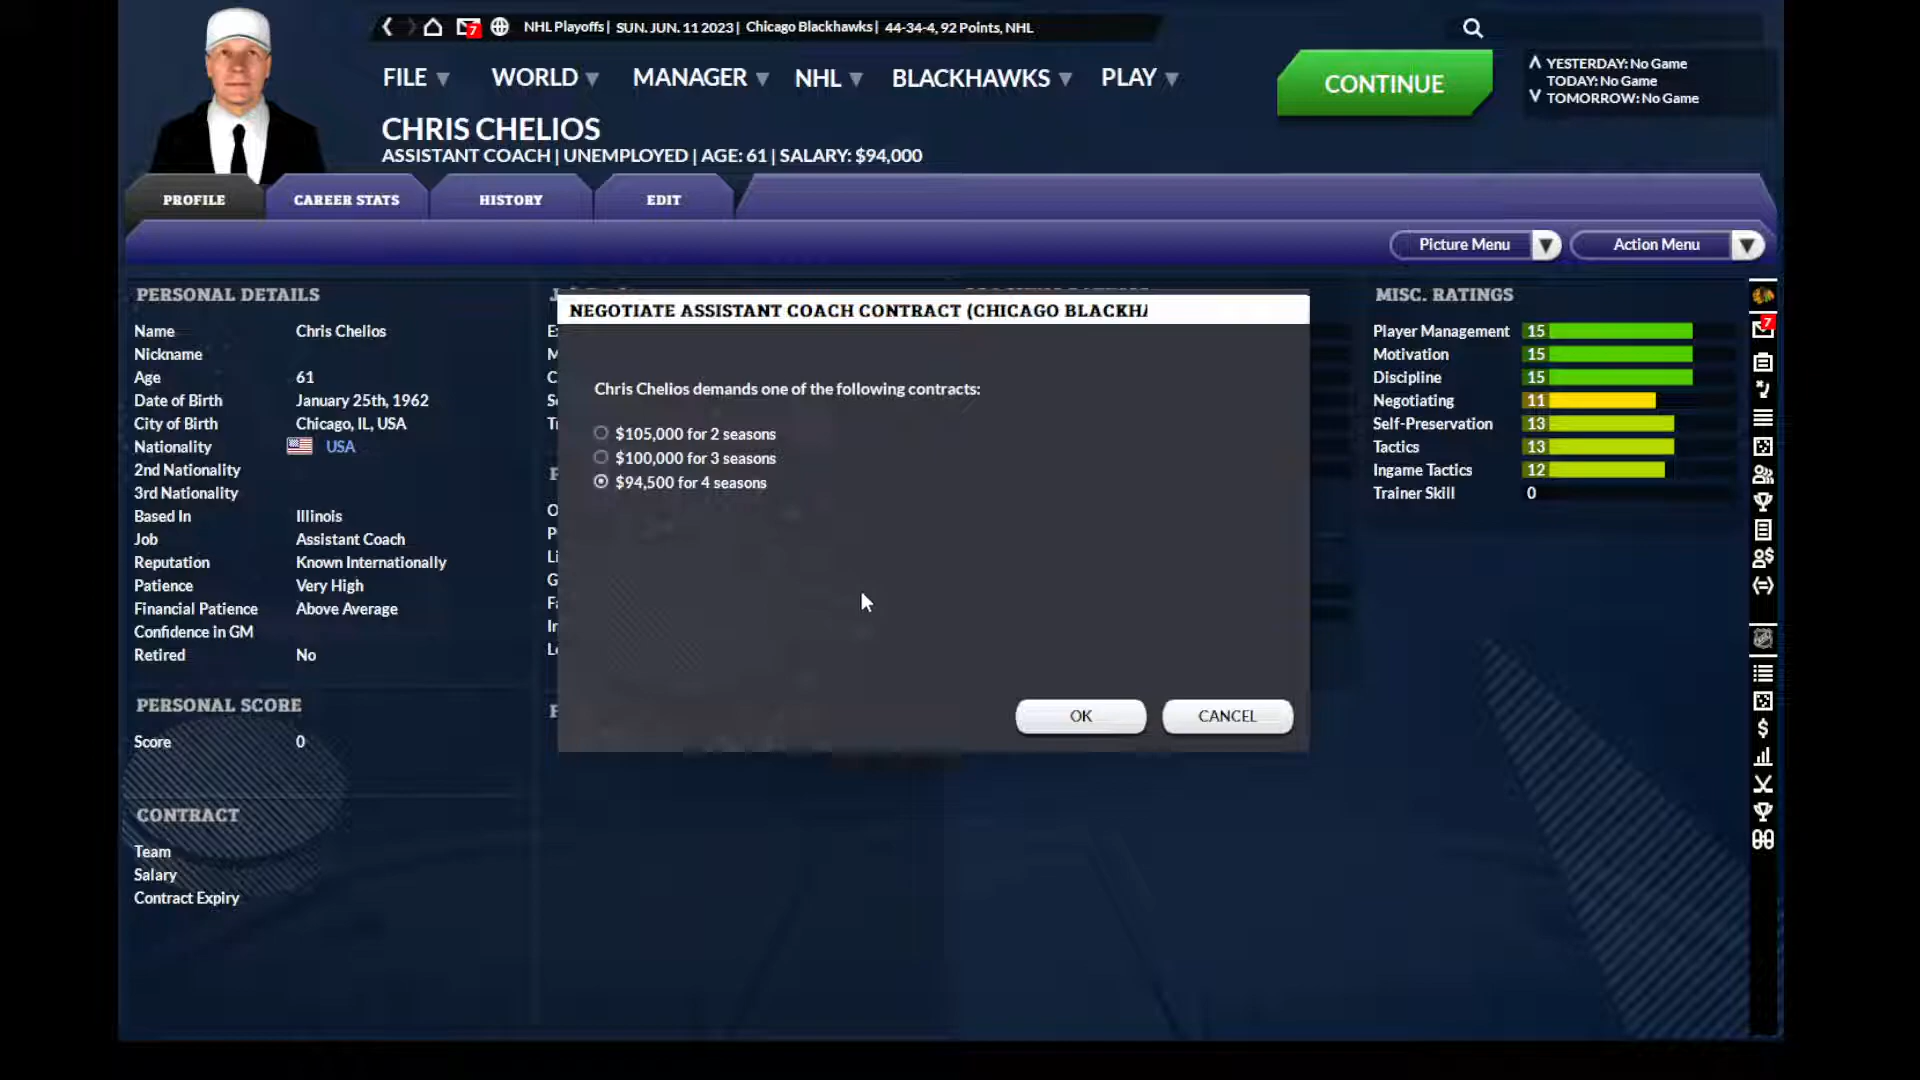 NHL Playoffs | SUN. JUN. 11 2023 | Chicago Blackhawks | 44-34-4, 92 Points, NHL
7
FILE
WORLD
MANAGER
NHL
BLACKHAWKS
PLAY
CONTINUE
YESTERDAY: No Game
TODAY: No Game
TOMORROW: No Game
CHRIS CHELIOS
ASSISTANT COACH | UNEMPLOYED | AGE: 61 | SALARY: $94,000
PROFILE
CAREER STATS
HISTORY
EDIT
Picture Menu
Action Menu
PERSONAL DETAILS
Name Chris Chelios
Nickname
Age 61
Date of Birth January 25th, 1962
City of Birth Chicago, IL, USA
Nationality USA
2nd Nationality
3rd Nationality
Based In Illinois
Job Assistant Coach
Reputation Known Internationally
Patience Very High
Financial Patience Above Average
Confidence in GM
Retired No
PERSONAL SCORE
Score 0
CONTRACT
Team
Salary
Contract Expiry
NEGOTIATE ASSISTANT COACH CONTRACT (CHICAGO BLACKHA
Chris Chelios demands one of the following contracts:
$105,000 for 2 seasons
$100,000 for 3 seasons
$94,500 for 4 seasons
OK
CANCEL
MISC. RATINGS
Player Management 15
Motivation 15
Discipline 15
Negotiating 11
Self-Preservation 13
Tactics 13
Ingame Tactics 12
Trainer Skill 0
7